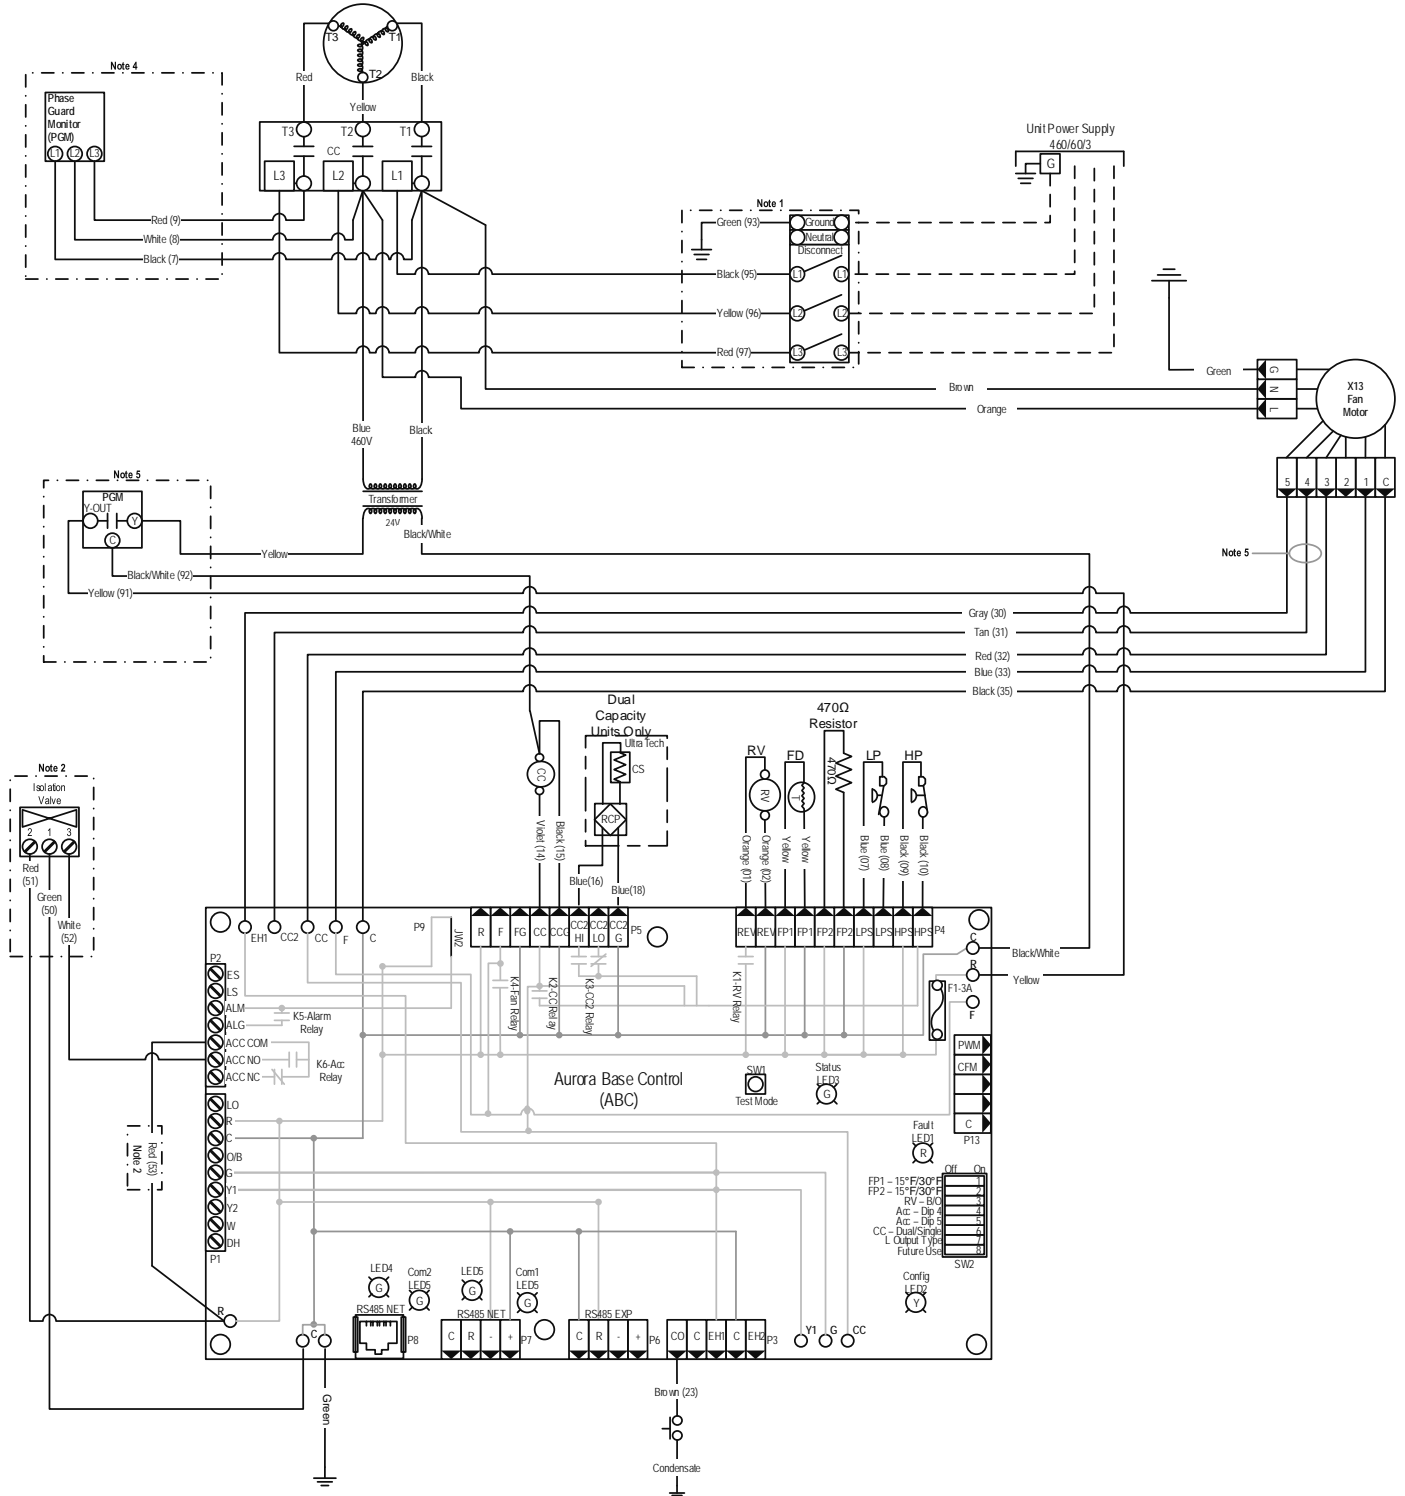 T3
T1
T2
Red
Black
Yellow
Note 4
Phase
Guard
Monitor
(PGM)
L1 L2 L3
T3 T2 T1
CC
L3 L2 L1
Red (9)
White (8)
Black (7)
Unit Power Supply
460/60/3
G
Note 1
Green (93)
Ground
Neutral
Disconnect
Black (95)
L1 L1
Yellow (96)
L2 L2
Red (97)
L3 L3
Green
Brown
Orange
G
N
L
X13
Fan
Motor
5 4 3 2 1 C
Note 5
Blue
460V
Black
Transformer
24V
Black/White
Note 5
PGM
Y-OUT
Y
C
Yellow
Black/White (92)
Yellow (91)
Gray (30)
Tan (31)
Red (32)
Blue (33)
Black (35)
Dual
Capacity
Units Only
Ultra Tech
CS
RCP
Blue(16)
Blue(18)
CC
Violet (14)
Black (15)
470Ω
Resistor
470Ω
RV
RV
FD
T
LP
HP
Orange (01)
Orange (02)
Yellow
Yellow
Blue (07)
Blue (08)
Black (09)
Black (10)
Note 2
Isolation
Valve
2 1 3
Red
(51)
Green
(50)
White
(52)
EH1 CC2 CC F C
P9
JW2
R F FG CC CCG CC2 HI CC2 LO CC2 G
P5
REV REV FP1 FP1 FP2 FP2 LPS LPS HPS HPS
P4
C
Black/White
R
Yellow
F1-3A
F
P2
ES
LS
ALM
ALG
ACC COM
ACC NO
ACC NC
K5-Alarm
Relay
K6-Acc
Relay
K4-Fan Relay
K2-CC Relay
K3-CC2 Relay
K1-RV Relay
Aurora Base Control
(ABC)
SW1
Test Mode
Status
LED3
G
PWM
CFM
C
P13
LO
R
C
O/B
G
Y1
Y2
W
DH
P1
Red (53)
Note 2
Fault
LED1
R
Off On
FP1 – 15°F/30°F 1
FP2 – 15°F/30°F 2
RV – B/O 3
Acc – Dip 4 4
Acc – Dip 5 5
CC – Dual/Single 6
L Output Type 7
Future Use 8
SW2
Config
LED2
Y
R
C
LED4
G
Com2
LED5
G
LED5
G
Com1
LED5
G
RS485 NET
P8
RS485 NET
C R - +
P7
RS485 EXP
C R - +
P6
CO C EH1 C EH2
P3
Y1 G CC
Green
Brown (23)
Condensate